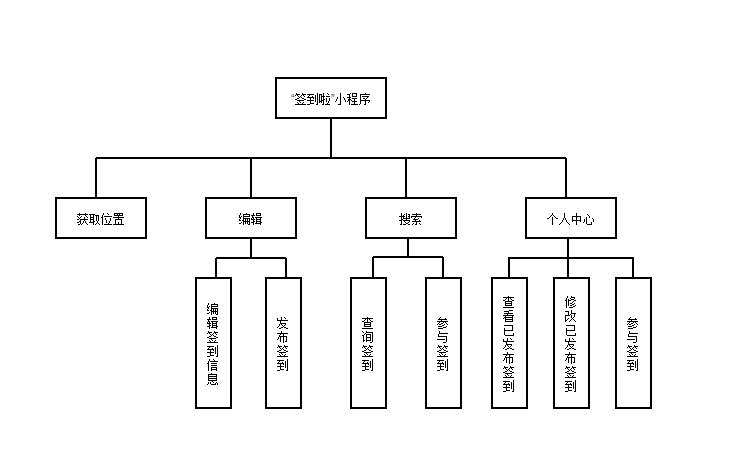 “签到啦”小程序
获取位置
编辑
搜索
个人中心
编辑签到信息
发布签到
查询签到
参与签到
查看已发布签到
修改已发布签到
参与签到